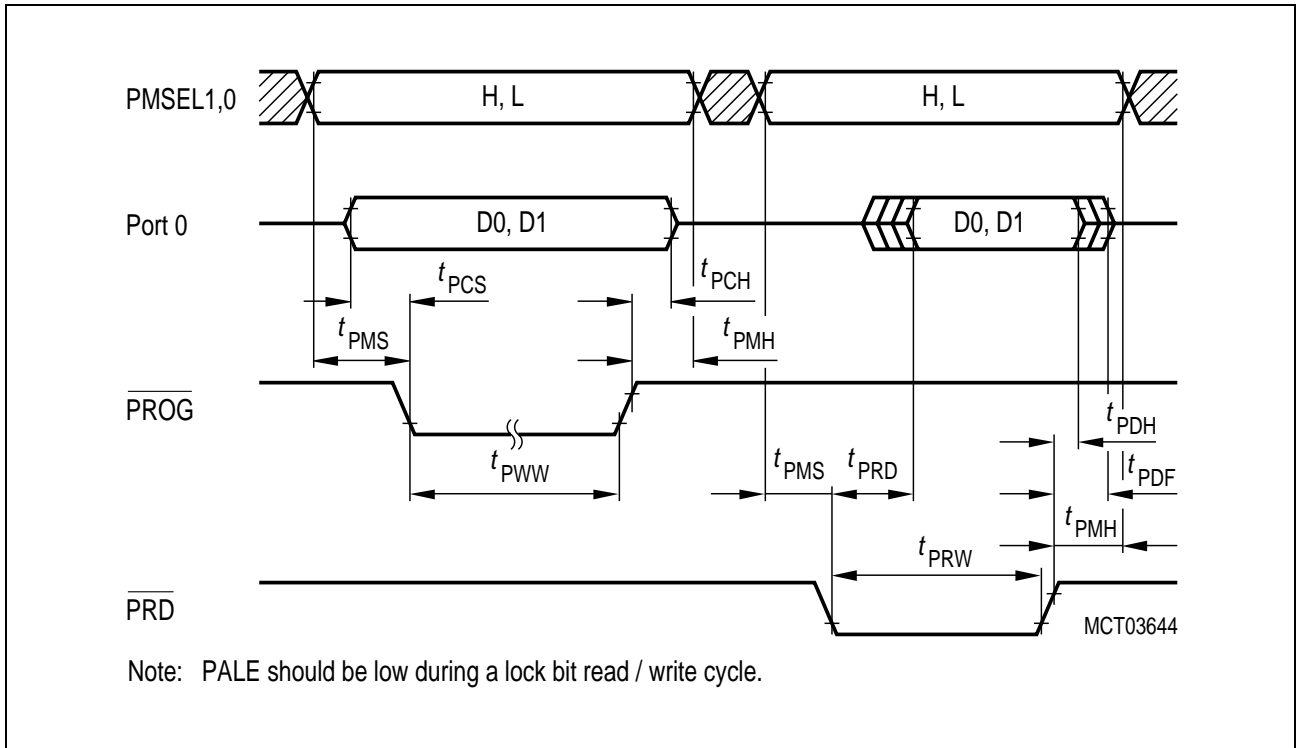 PMSEL1,0
H, L
H, L
Port 0
D0, D1
D0, D1
tPCS
tPCH
tPMS
tPMH
PROG
tPWW
tPMS
tPRD
tPDH
tPDF
tPMH
tPRW
PRD
MCT03644
Note: PALE should be low during a lock bit read / write cycle.